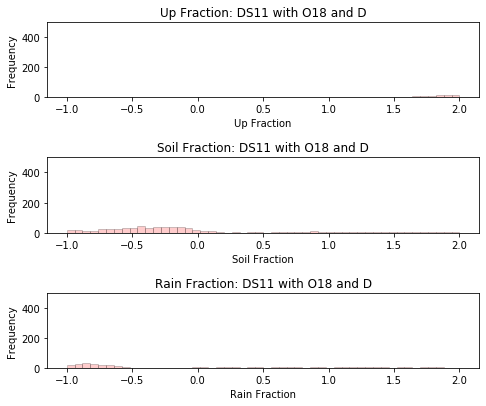 Up Fraction: DS11 with O18 and D
400
200
0
Frequency
−1.0 −0.5 0.0 0.5 1.0 1.5 2.0
Up Fraction
Soil Fraction: DS11 with O18 and D
400
200
0
Frequency
−1.0 −0.5 0.0 0.5 1.0 1.5 2.0
Soil Fraction
Rain Fraction: DS11 with O18 and D
400
200
0
Frequency
−1.0 −0.5 0.0 0.5 1.0 1.5 2.0
Rain Fraction